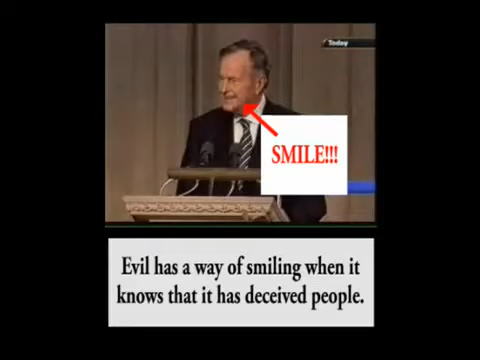 Today
SMILE!!!
Evil has a way of smiling when it
knows that it has deceived people.